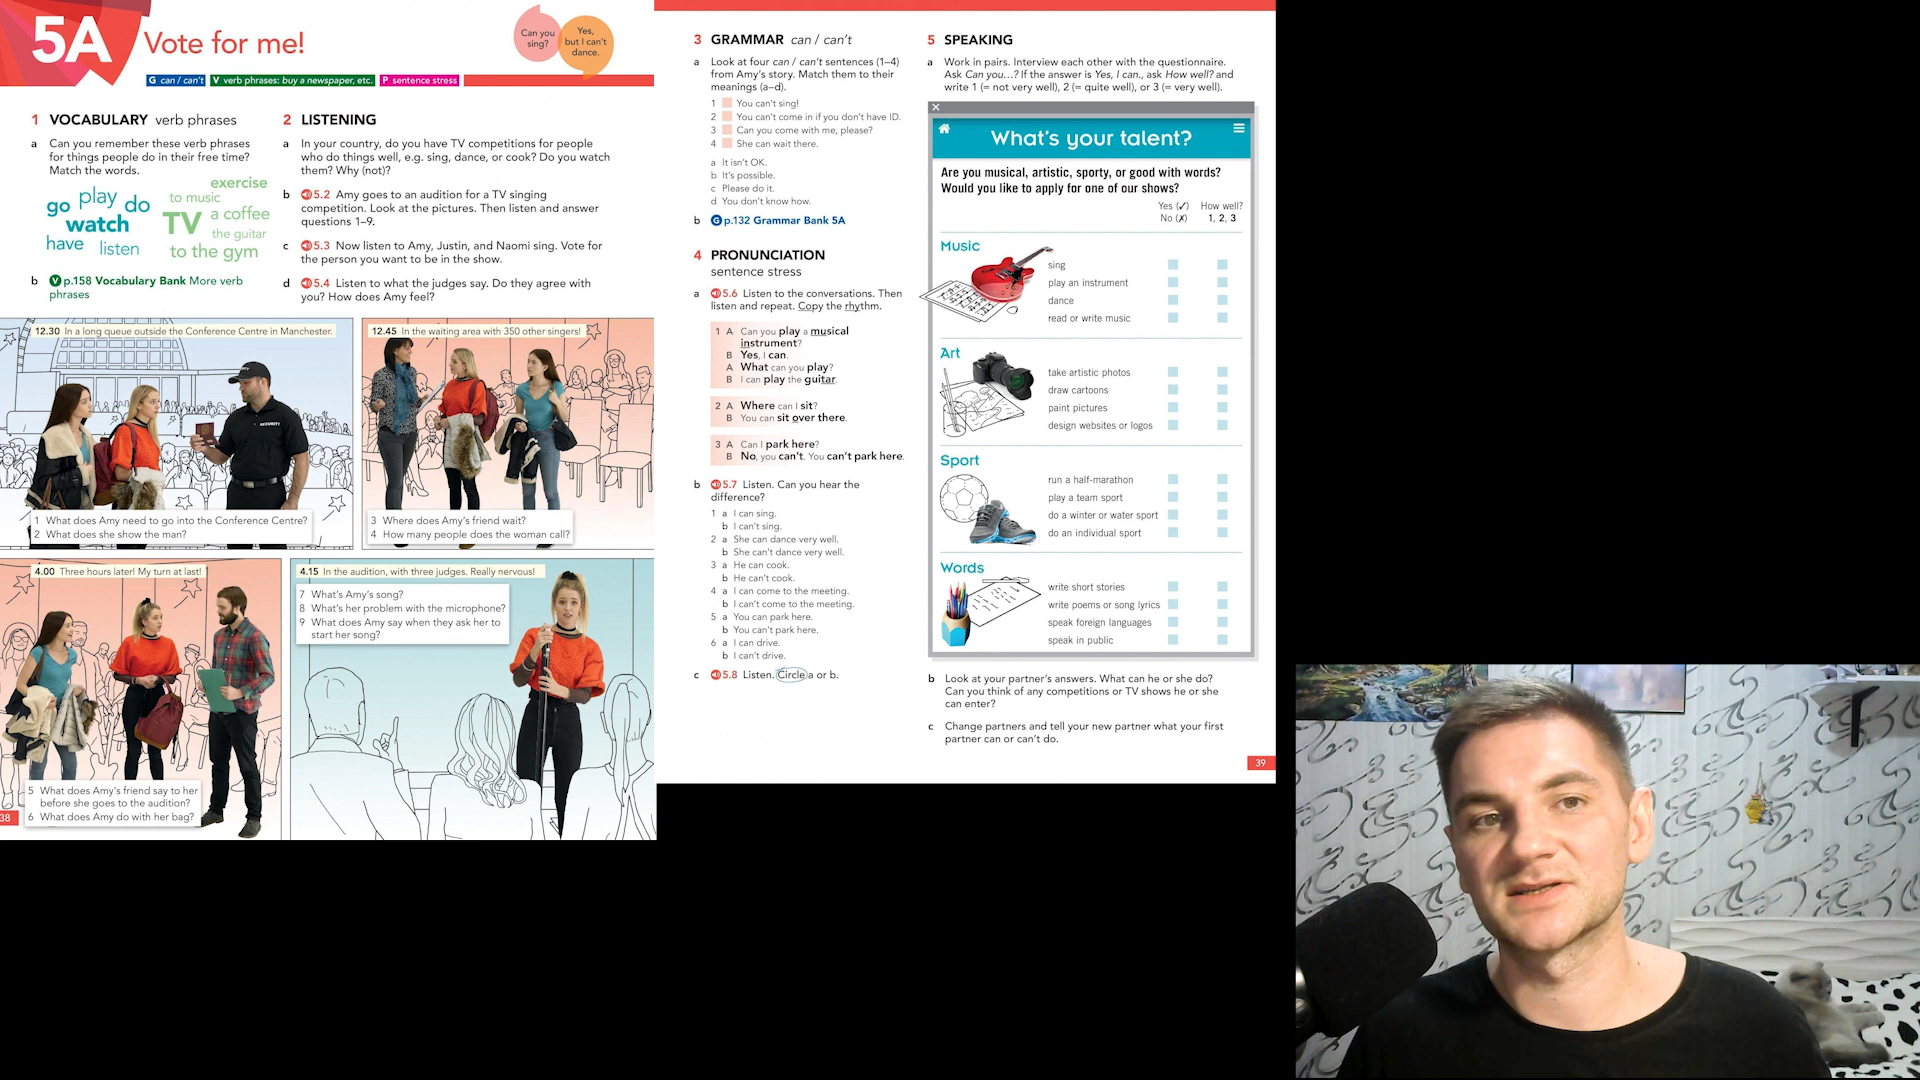 5A
Vote for me!
Can you
sing?
Yes,
but I can't
dance.
G can / can't
V verb phrases: buy a newspaper, etc.
P sentence stress
1 VOCABULARY verb phrases
a Can you remember these verb phrases
for things people do in their free time?
Match the words.
go play do
watch
have listen
exercise
to music
TV a coffee
the guitar
to the gym
b V p.158 Vocabulary Bank More verb
phrases
2 LISTENING
a In your country, do you have TV competitions for people
who do things well, e.g. sing, dance, or cook? Do you watch
them? Why (not)?
b 5.2 Amy goes to an audition for a TV singing
competition. Look at the pictures. Then listen and answer
questions 1–9.
c 5.3 Now listen to Amy, Justin, and Naomi sing. Vote for
the person you want to be in the show.
d 5.4 Listen to what the judges say. Do they agree with
you? How does Amy feel?
12.30 In a long queue outside the Conference Centre in Manchester.
SECURITY
1 What does Amy need to go into the Conference Centre?
2 What does she show the man?
12.45 In the waiting area with 350 other singers!
3 Where does Amy's friend wait?
4 How many people does the woman call?
4.00 Three hours later! My turn at last!
5 What does Amy's friend say to her
before she goes to the audition?
6 What does Amy do with her bag?
38
4.15 In the audition, with three judges. Really nervous!
7 What's Amy's song?
8 What's her problem with the microphone?
9 What does Amy say when they ask her to
start her song?
3 GRAMMAR can / can't
a Look at four can / can't sentences (1–4)
from Amy's story. Match them to their
meanings (a–d).
1 You can't sing!
2 You can't come in if you don't have ID.
3 Can you come with me, please?
4 She can wait there.
a It isn't OK.
b It's possible.
c Please do it.
d You don't know how.
b G p.132 Grammar Bank 5A
4 PRONUNCIATION
sentence stress
a 5.6 Listen to the conversations. Then
listen and repeat. Copy the rhythm.
1 A Can you play a musical
instrument?
B Yes, I can.
A What can you play?
B I can play the guitar.
2 A Where can I sit?
B You can sit over there.
3 A Can I park here?
B No, you can't. You can't park here.
b 5.7 Listen. Can you hear the
difference?
1 a I can sing.
b I can't sing.
2 a She can dance very well.
b She can't dance very well.
3 a He can cook.
b He can't cook.
4 a I can come to the meeting.
b I can't come to the meeting.
5 a You can park here.
b You can't park here.
6 a I can drive.
b I can't drive.
c 5.8 Listen. Circle a or b.
5 SPEAKING
a Work in pairs. Interview each other with the questionnaire.
Ask Can you…? If the answer is Yes, I can., ask How well? and
write 1 (= not very well), 2 (= quite well), or 3 (= very well).
What's your talent?
Are you musical, artistic, sporty, or good with words?
Would you like to apply for one of our shows?
Yes (✓) How well?
No (✗) 1, 2, 3
Music
sing
play an instrument
dance
read or write music
Art
take artistic photos
draw cartoons
paint pictures
design websites or logos
Sport
run a half-marathon
play a team sport
do a winter or water sport
do an individual sport
Words
write short stories
write poems or song lyrics
speak foreign languages
speak in public
b Look at your partner's answers. What can he or she do?
Can you think of any competitions or TV shows he or she
can enter?
c Change partners and tell your new partner what your first
partner can or can't do.
39